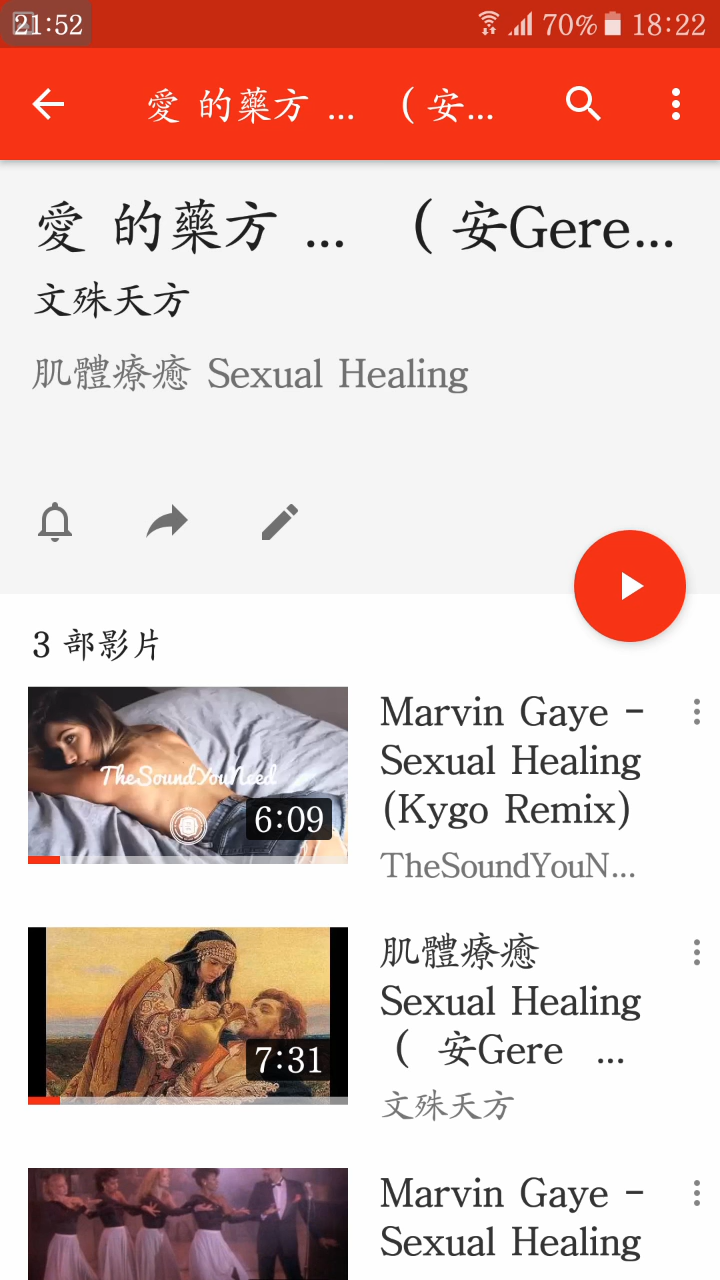 21:52
70% 18:22
愛 的藥方 ... ( 安...
愛 的藥方 ... ( 安Gere...
文殊天方
肌體療癒 Sexual Healing
3 部影片
TheSoundYouNeed
6:09
Marvin Gaye -
Sexual Healing
(Kygo Remix)
TheSoundYouN...
7:31
肌體療癒
Sexual Healing
( 安Gere ...
文殊天方
Marvin Gaye -
Sexual Healing